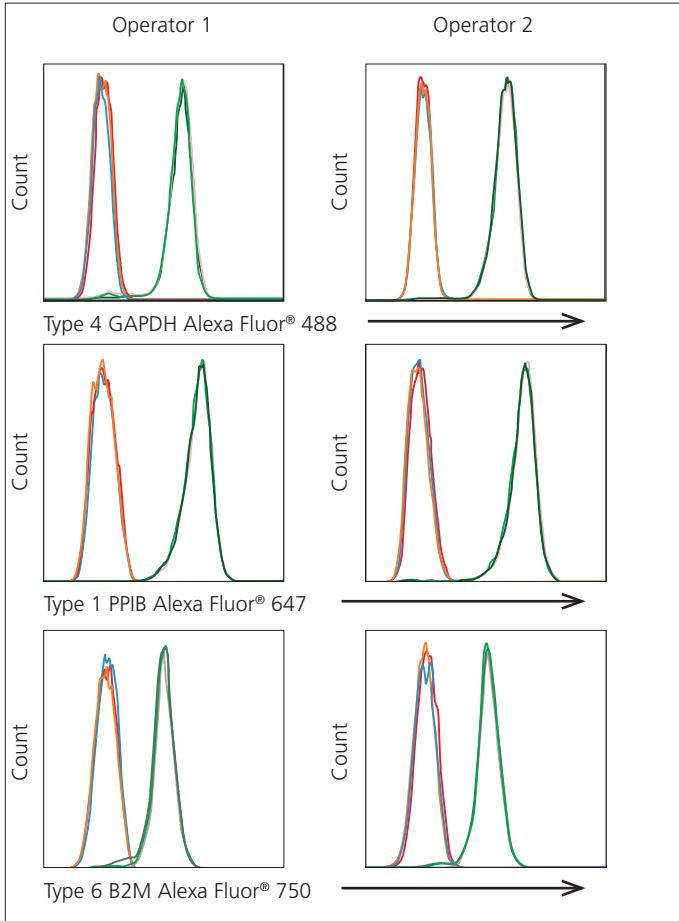 Operator 1
Operator 2
Count
Count
Type 4 GAPDH Alexa Fluor® 488
Count
Count
Type 1 PPIB Alexa Fluor® 647
Count
Count
Type 6 B2M Alexa Fluor® 750